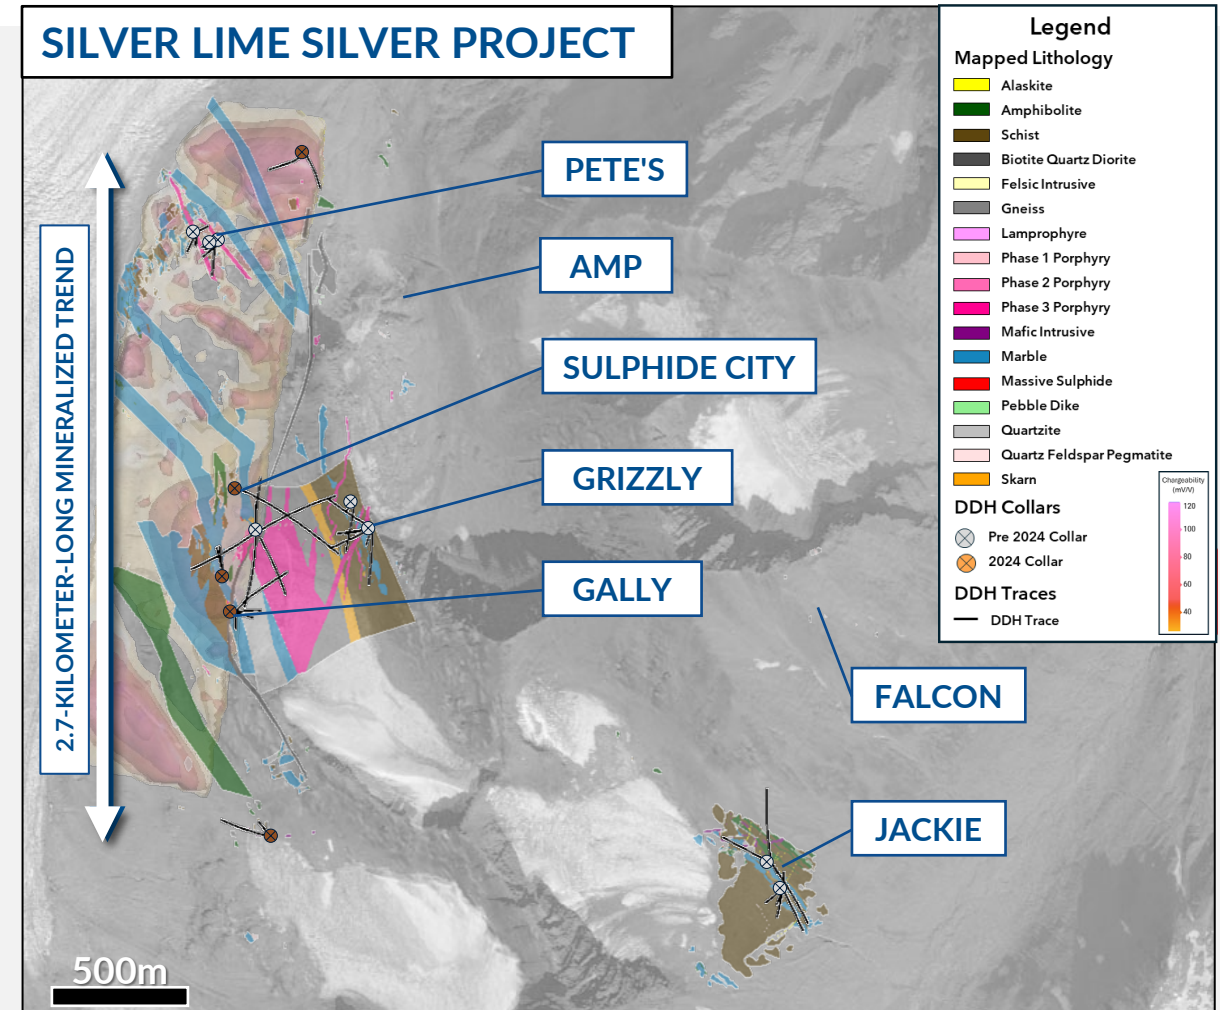 SILVER LIME SILVER PROJECT
2.7-KILOMETER-LONG MINERALIZED TREND
PETE'S
AMP
SULPHIDE CITY
GRIZZLY
GALLY
FALCON
JACKIE
500m
Legend
Mapped Lithology
Alaskite
Amphibolite
Schist
Biotite Quartz Diorite
Felsic Intrusive
Gneiss
Lamprophyre
Phase 1 Porphyry
Phase 2 Porphyry
Phase 3 Porphyry
Mafic Intrusive
Marble
Massive Sulphide
Pebble Dike
Quartzite
Quartz Feldspar Pegmatite
Skarn
DDH Collars
Pre 2024 Collar
2024 Collar
DDH Traces
DDH Trace
Chargeability
(mV/V)
120
100
80
60
40